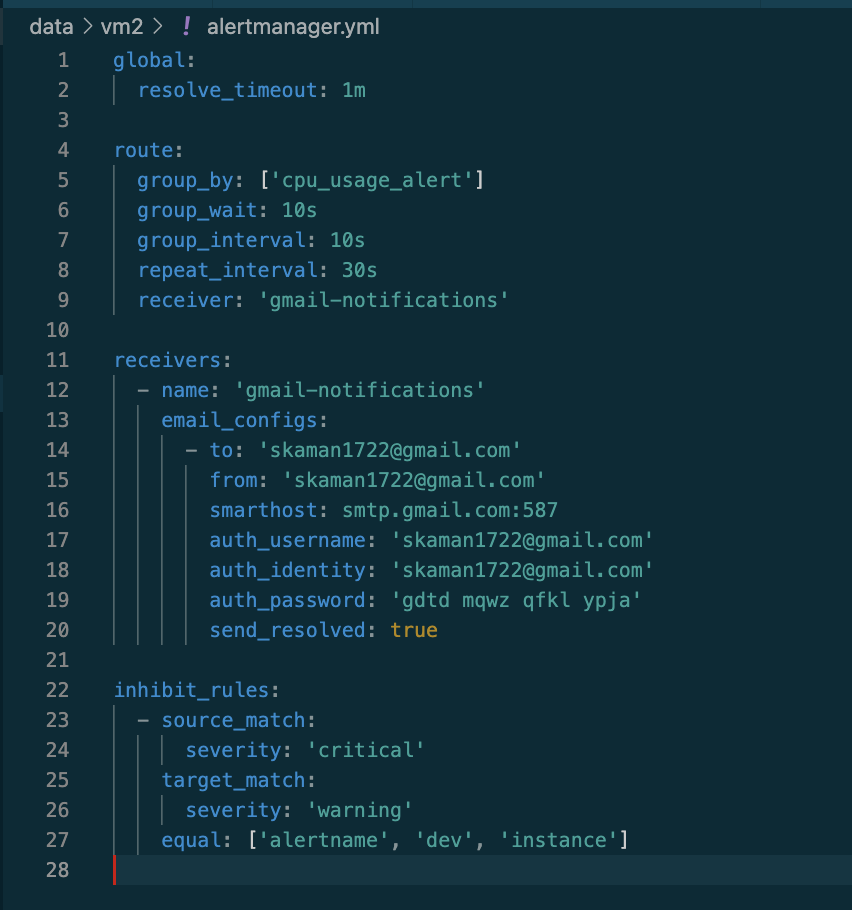 data > vm2 > ! alertmanager.yml
1 global:
2   resolve_timeout: 1m
3
4 route:
5   group_by: ['cpu_usage_alert']
6   group_wait: 10s
7   group_interval: 10s
8   repeat_interval: 30s
9   receiver: 'gmail-notifications'
10
11 receivers:
12   - name: 'gmail-notifications'
13     email_configs:
14       - to: 'skaman1722@gmail.com'
15         from: 'skaman1722@gmail.com'
16         smarthost: smtp.gmail.com:587
17         auth_username: 'skaman1722@gmail.com'
18         auth_identity: 'skaman1722@gmail.com'
19         auth_password: 'gdtd mqwz qfkl ypja'
20         send_resolved: true
21
22 inhibit_rules:
23   - source_match:
24       severity: 'critical'
25     target_match:
26       severity: 'warning'
27     equal: ['alertname', 'dev', 'instance']
28